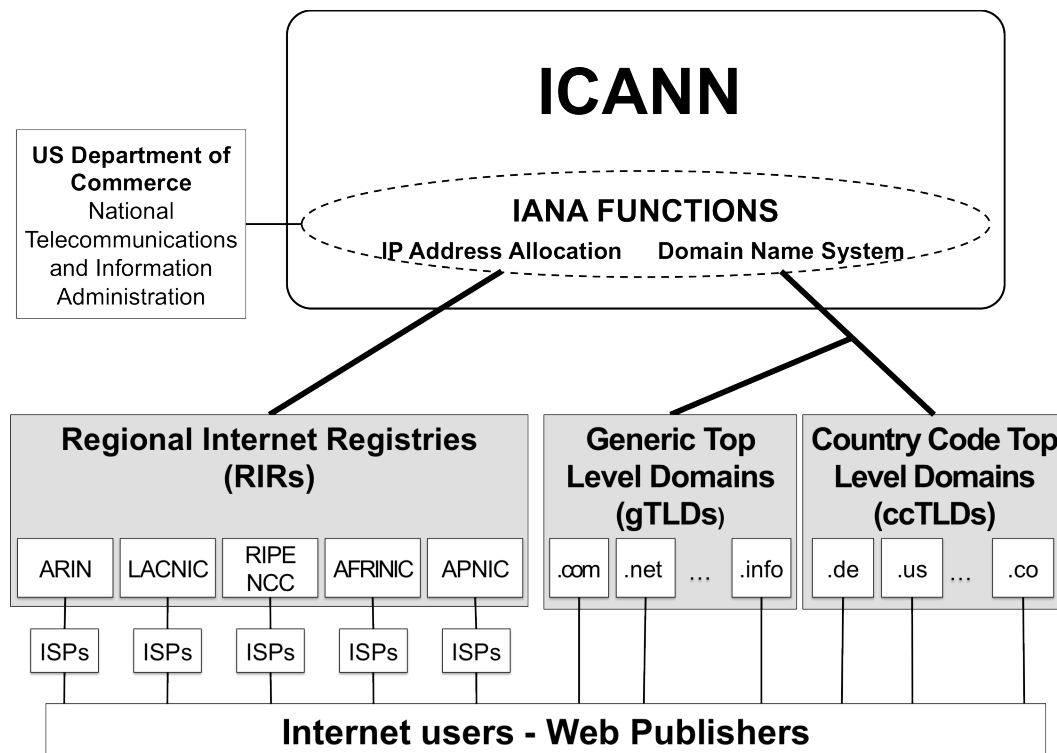 ICANN
US Department of
Commerce
National
Telecommunications
and Information
Administration
IANA FUNCTIONS
IP Address Allocation
Domain Name System
Regional Internet Registries
(RIRs)
ARIN
LACNIC
RIPE
NCC
AFRINIC
APNIC
Generic Top
Level Domains
(gTLDs)
.com
.net
...
.info
Country Code Top
Level Domains
(ccTLDs)
.de
.us
...
.co
ISPs
ISPs
ISPs
ISPs
ISPs
Internet users - Web Publishers